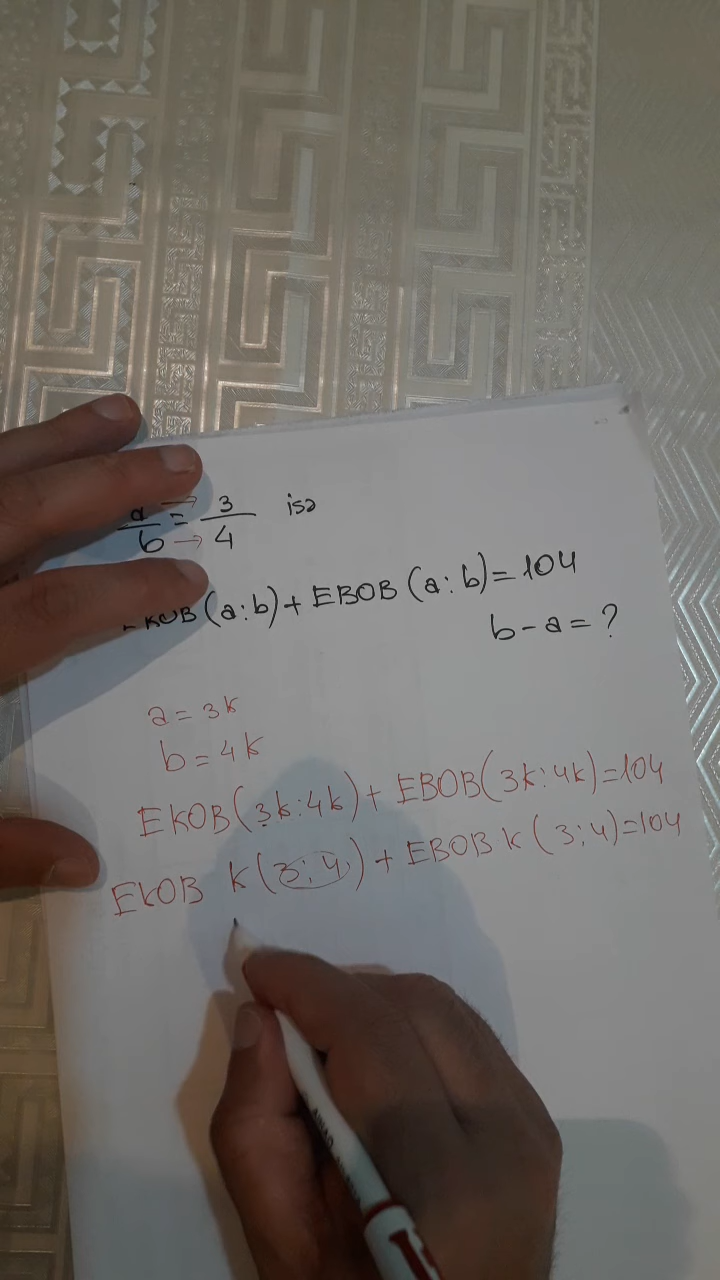 a/b = 3/4 isə
KOB (a:b) + EBOB (a:b) = 104
b - a = ?
a = 3k
b = 4k
EKOB (3k:4k) + EBOB (3k:4k) = 104
EKOB k (3;4) + EBOB k (3;4) = 104